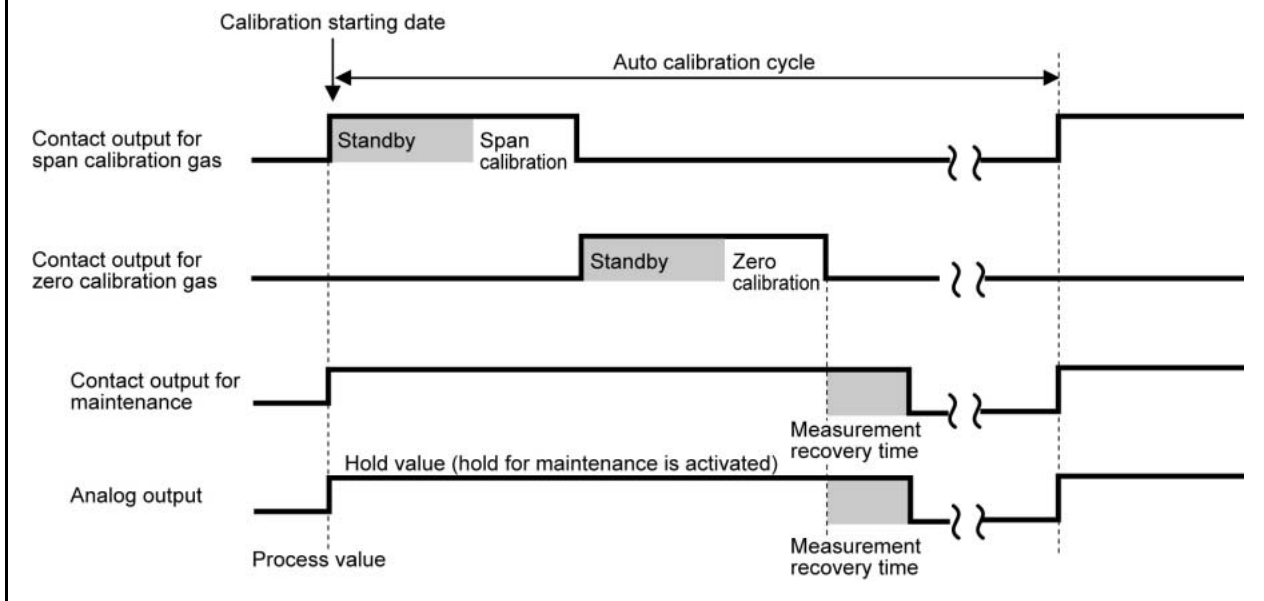 Calibration starting date
Auto calibration cycle
Contact output for
span calibration gas
Standby
Span
calibration
Contact output for
zero calibration gas
Standby
Zero
calibration
Contact output for
maintenance
Measurement
recovery time
Hold value (hold for maintenance is activated)
Analog output
Process value
Measurement
recovery time